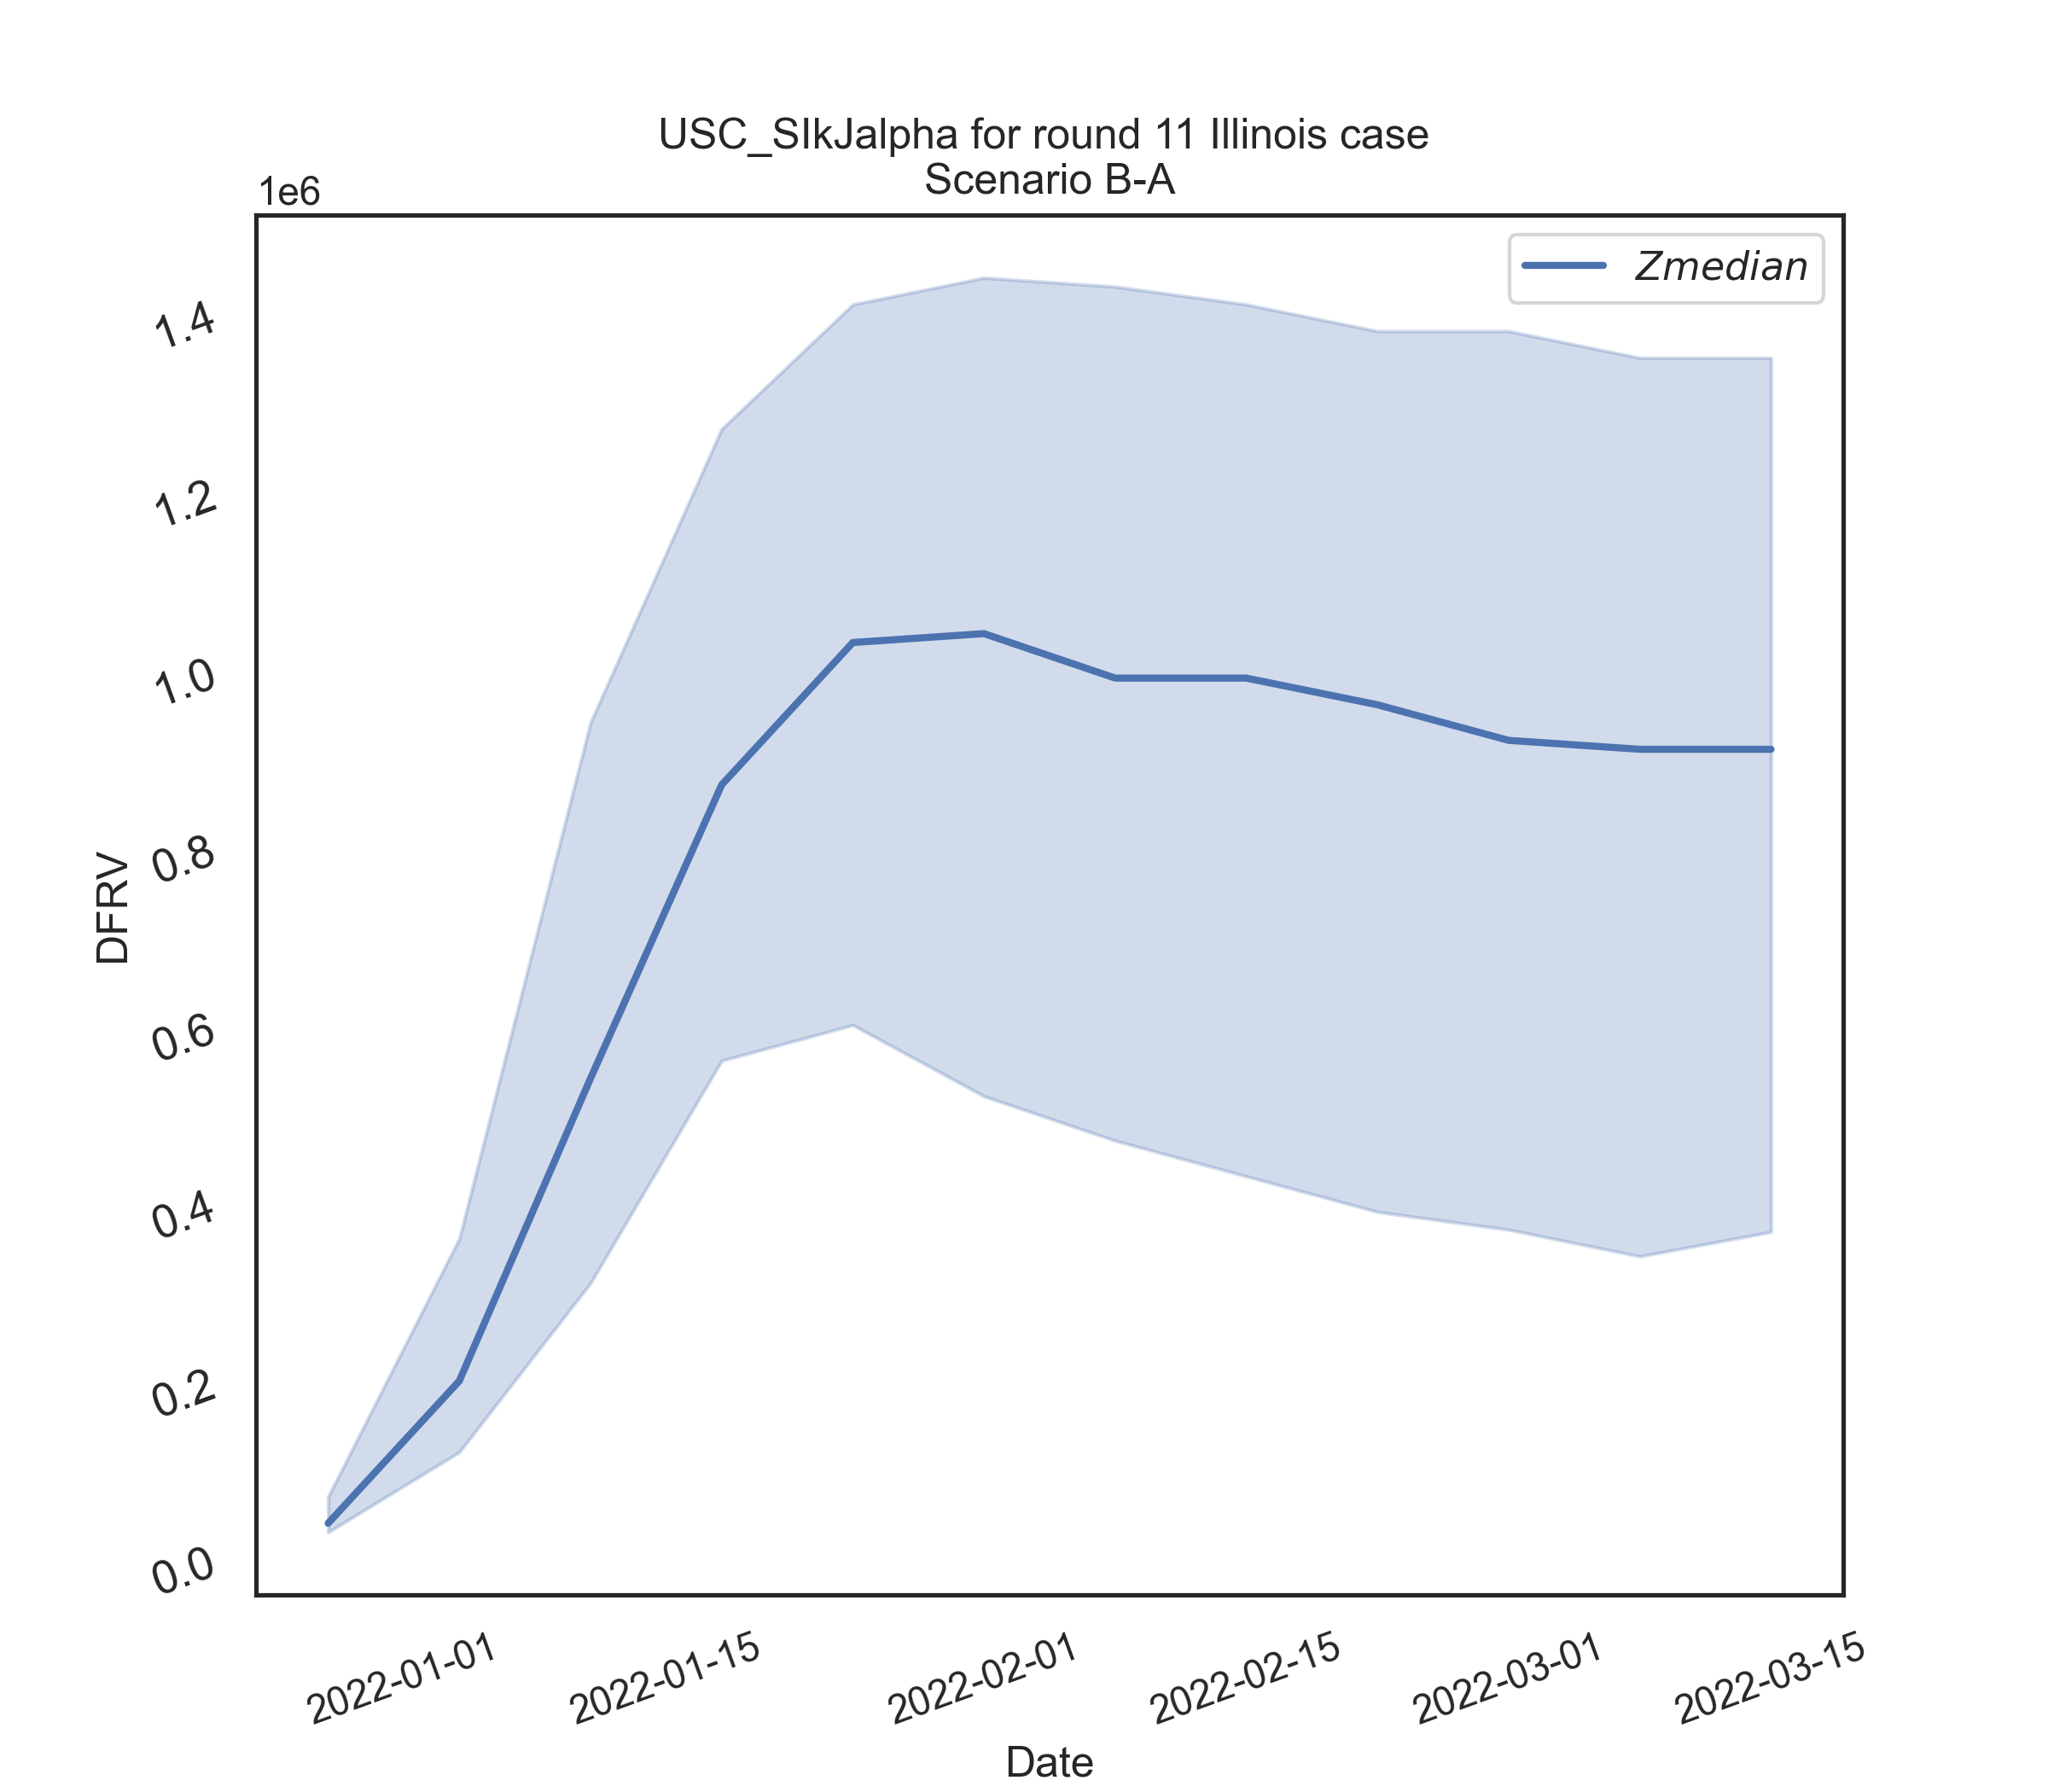 USC_SIkJalpha for round 11 Illinois case
Scenario B-A
1e6
Zmedian
1.4
1.2
1.0
0.8
0.6
0.4
0.2
0.0
DFRV
2022-01-01
2022-01-15
2022-02-01
2022-02-15
2022-03-01
2022-03-15
Date